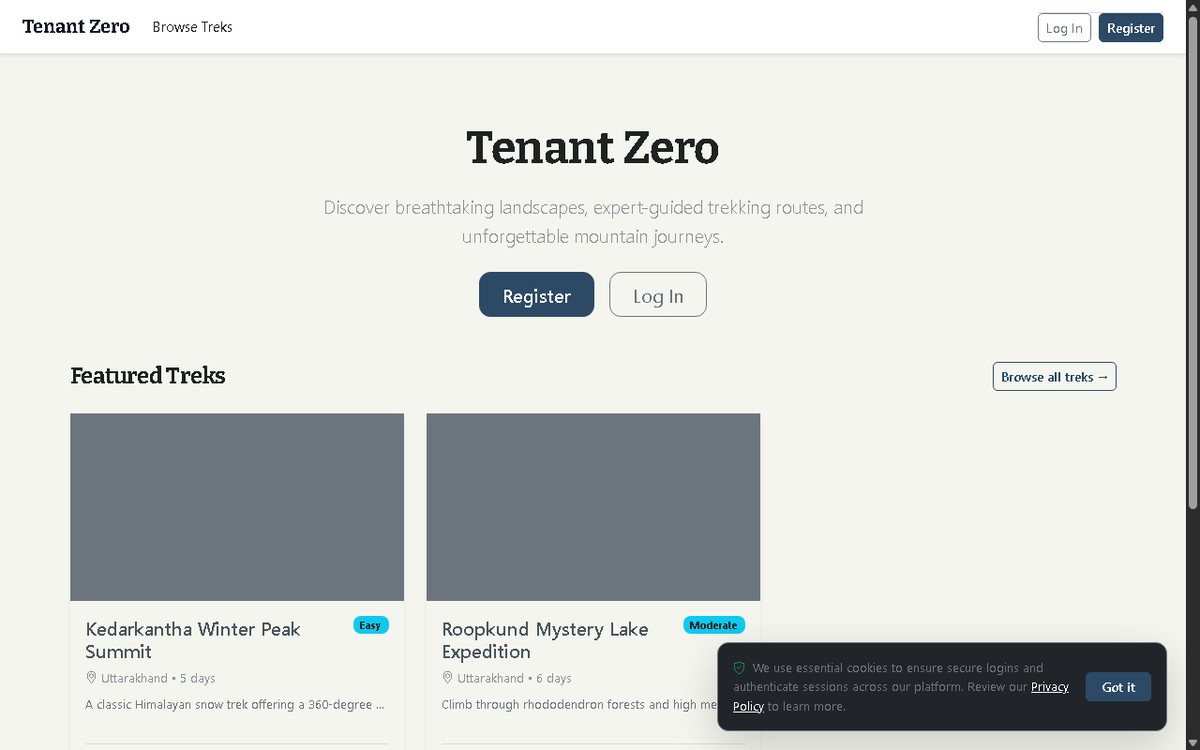 Tenant Zero
Browse Treks
Log In
Register
Tenant Zero
Discover breathtaking landscapes, expert-guided trekking routes, and
unforgettable mountain journeys.
Register
Log In
Featured Treks
Browse all treks →
Kedarkantha Winter Peak
Summit
Easy
Uttarakhand • 5 days
A classic Himalayan snow trek offering a 360-degree ...
Roopkund Mystery Lake
Expedition
Moderate
Uttarakhand • 6 days
Climb through rhododendron forests and high me
We use essential cookies to ensure secure logins and
authenticate sessions across our platform. Review our Privacy
Policy to learn more.
Got it